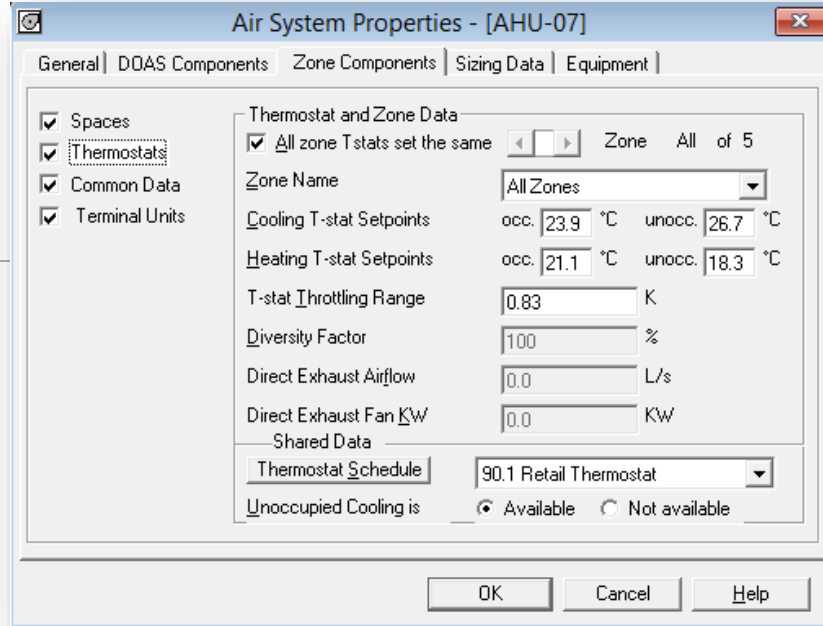 Air System Properties - [AHU-07]
General DOAS Components Zone Components Sizing Data Equipment
Spaces
Thermostats
Common Data
Terminal Units
Thermostat and Zone Data
All zone Tstats set the same Zone All of 5
Zone Name All Zones
Cooling T-stat Setpoints occ. 23.9 °C unocc. 26.7 °C
Heating T-stat Setpoints occ. 21.1 °C unocc. 18.3 °C
T-stat Throttling Range 0.83 K
Diversity Factor 100 %
Direct Exhaust Airflow 0.0 L/s
Direct Exhaust Fan KW 0.0 KW
Shared Data
Thermostat Schedule 90.1 Retail Thermostat
Unoccupied Cooling is Available Not available
OK Cancel Help